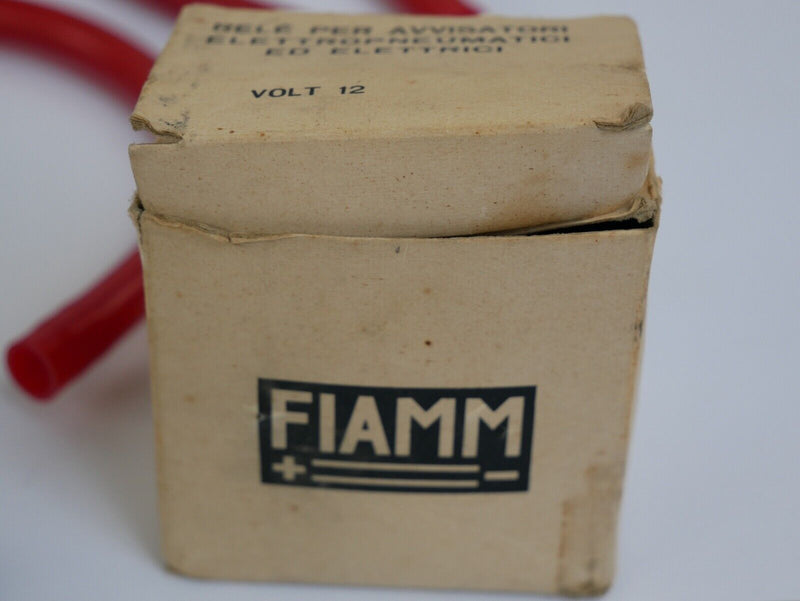 RELÈ PER AVVISATORI
ELETTROPNEUMATICI
ED ELETTRICI
VOLT 12
FIAMM
+ −